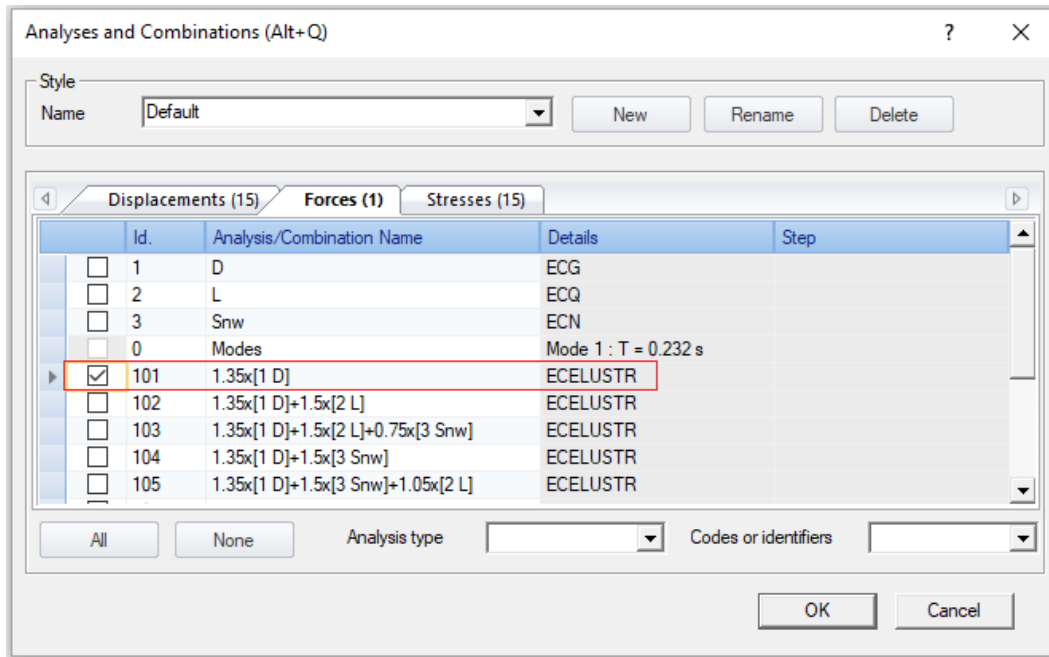 Analyses and Combinations (Alt+Q) ?
Style
Name Default New Rename Delete
Displacements (15) Forces (1) Stresses (15)
Id. Analysis/Combination Name Details Step
1 D ECG
2 L ECQ
3 Snw ECN
0 Modes Mode 1 : T = 0.232 s
101 1.35x[1 D] ECELUSTR
102 1.35x[1 D]+1.5x[2 L] ECELUSTR
103 1.35x[1 D]+1.5x[2 L]+0.75x[3 Snw] ECELUSTR
104 1.35x[1 D]+1.5x[3 Snw] ECELUSTR
105 1.35x[1 D]+1.5x[3 Snw]+1.05x[2 L] ECELUSTR
All None Analysis type Codes or identifiers
OK Cancel